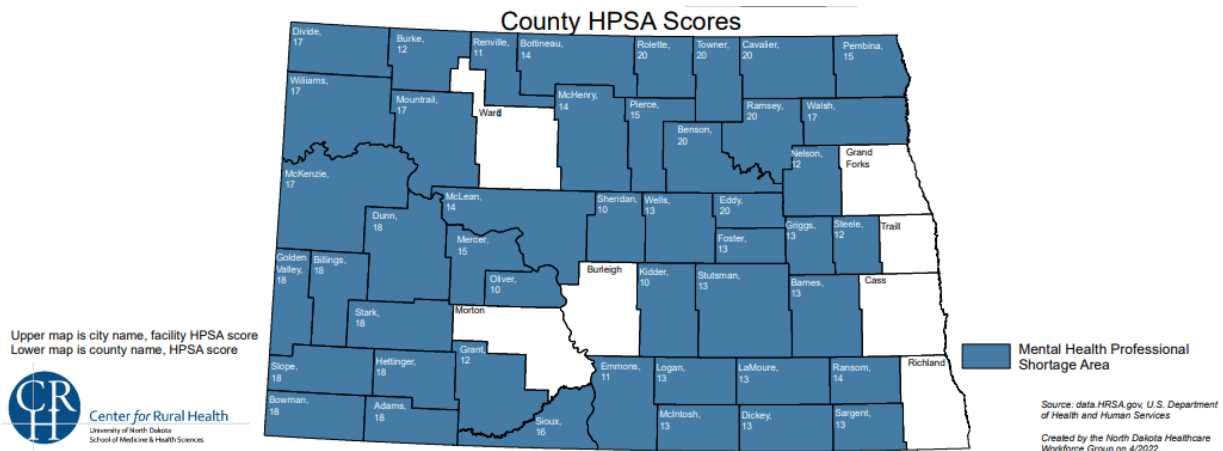 County HPSA Scores
Divide,
17
Burke,
12
Renville,
11
Bottineau,
14
Rolette,
20
Towner,
20
Cavalier,
20
Pembina,
15
Williams,
17
Mountrail,
17
Ward
McHenry,
14
Pierce,
15
Benson,
20
Ramsey,
20
Walsh,
17
Nelson,
12
Grand
Forks
McKenzie,
17
Dunn,
18
McLean,
14
Mercer,
15
Oliver,
10
Sheridan,
10
Wells,
13
Eddy,
20
Foster,
13
Griggs,
13
Steele,
12
Traill
Golden
Valley,
18
Billings,
18
Stark,
18
Morton
Burleigh
Kidder,
10
Stutsman,
13
Barnes,
13
Cass
Slope,
18
Hettinger,
18
Grant,
12
Emmons,
11
Logan,
13
LaMoure,
13
Ransom,
14
Richland
Bowman,
18
Adams,
18
Sioux,
16
McIntosh,
13
Dickey,
13
Sargent,
13
Upper map is city name, facility HPSA score
Lower map is county name, HPSA score
CRH
Center for Rural Health
University of North Dakota
School of Medicine & Health Sciences
Mental Health Professional
Shortage Area
Source: data.HRSA.gov, U.S. Department
of Health and Human Services
Created by the North Dakota Healthcare
Workforce Group on 4/2022